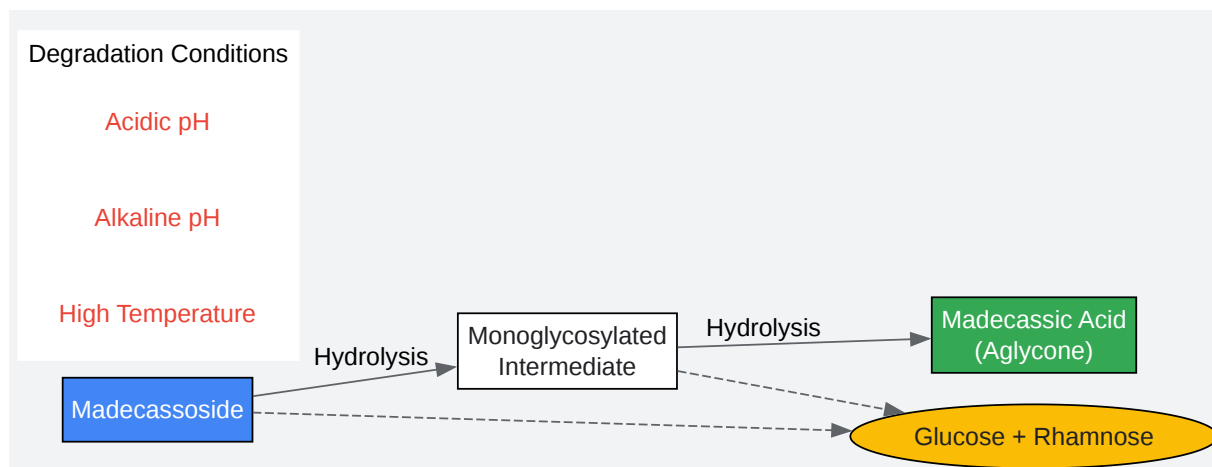 Degradation Conditions
Acidic pH
Alkaline pH
High Temperature
Madecassoside
Hydrolysis
Monoglycosylated
Intermediate
Hydrolysis
Madecassic Acid
(Aglycone)
Glucose + Rhamnose